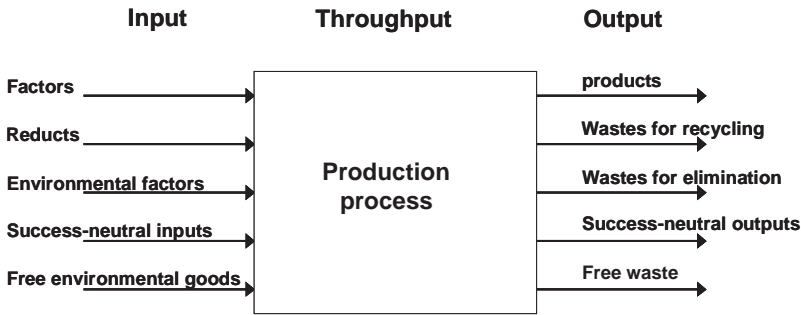 Input Throughput Output
Factors
Reducts
Environmental factors
Success-neutral inputs
Free environmental goods
Production
process
products
Wastes for recycling
Wastes for elimination
Success-neutral outputs
Free waste